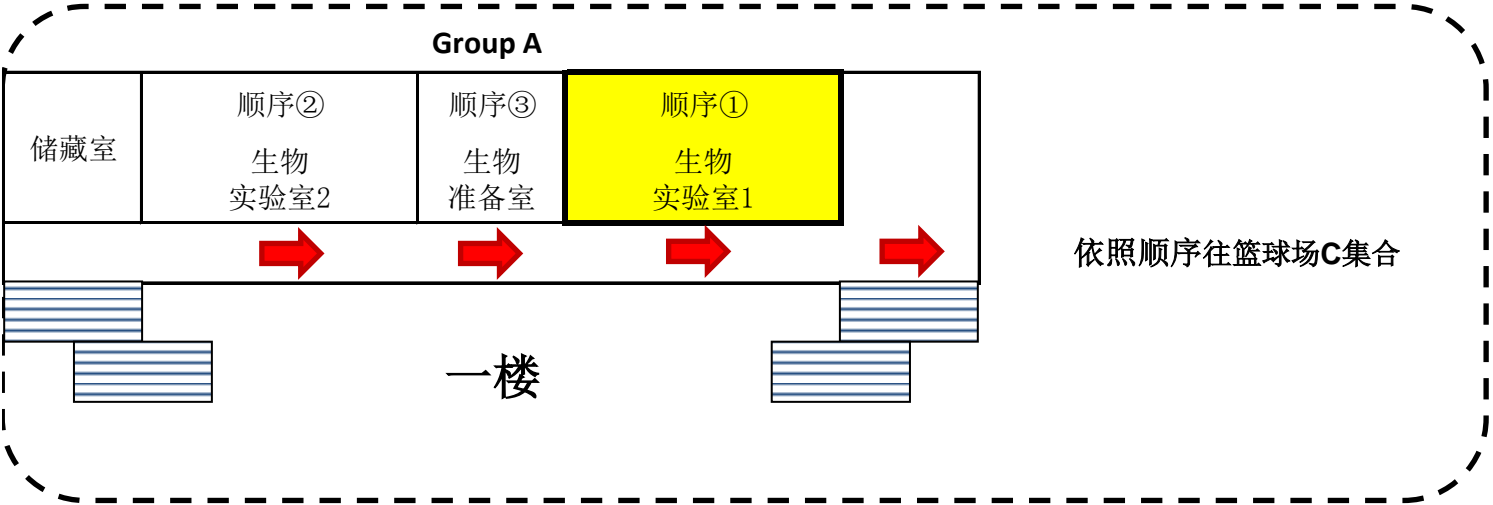 Group A
储藏室
顺序②
生物
实验室2
顺序③
生物
准备室
顺序①
生物
实验室1
依照顺序往篮球场C集合
一楼